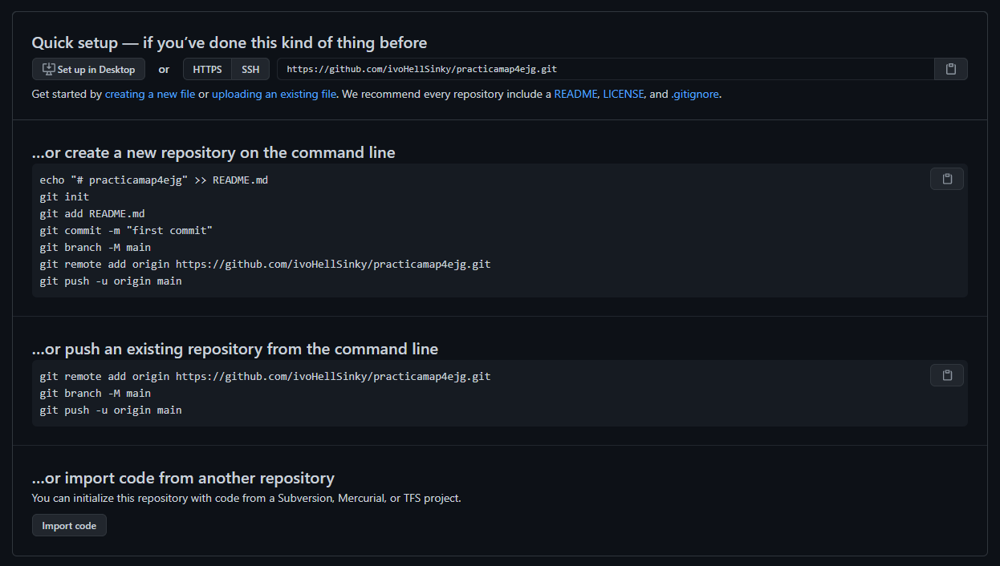 Quick setup — if you’ve done this kind of thing before
Set up in Desktop or HTTPS SSH https://github.com/ivoHellSinky/practicamap4ejg.git
Get started by creating a new file or uploading an existing file. We recommend every repository include a README, LICENSE, and .gitignore.
…or create a new repository on the command line
echo "# practicamap4ejg" >> README.md
git init
git add README.md
git commit -m "first commit"
git branch -M main
git remote add origin https://github.com/ivoHellSinky/practicamap4ejg.git
git push -u origin main
…or push an existing repository from the command line
git remote add origin https://github.com/ivoHellSinky/practicamap4ejg.git
git branch -M main
git push -u origin main
…or import code from another repository
You can initialize this repository with code from a Subversion, Mercurial, or TFS project.
Import code